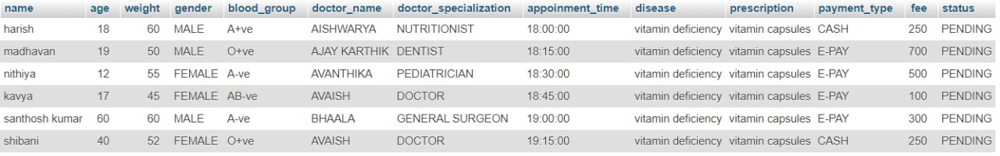 name age weight gender blood_group doctor_name doctor_specialization appoinment_time disease prescription payment_type fee status
harish 18 60 MALE A+ve AISHWARYA NUTRITIONIST 18:00:00 vitamin deficiency vitamin capsules CASH 250 PENDING
madhavan 19 50 MALE O+ve AJAY KARTHIK DENTIST 18:15:00 vitamin deficiency vitamin capsules E-PAY 700 PENDING
nithiya 12 55 FEMALE A-ve AVANTHIKA PEDIATRICIAN 18:30:00 vitamin deficiency vitamin capsules E-PAY 500 PENDING
kavya 17 45 FEMALE AB-ve AVAISH DOCTOR 18:45:00 vitamin deficiency vitamin capsules E-PAY 100 PENDING
santhosh kumar 60 60 MALE A-ve BHAALA GENERAL SURGEON 19:00:00 vitamin deficiency vitamin capsules E-PAY 300 PENDING
shibani 40 52 FEMALE O+ve AVAISH DOCTOR 19:15:00 vitamin deficiency vitamin capsules CASH 250 PENDING